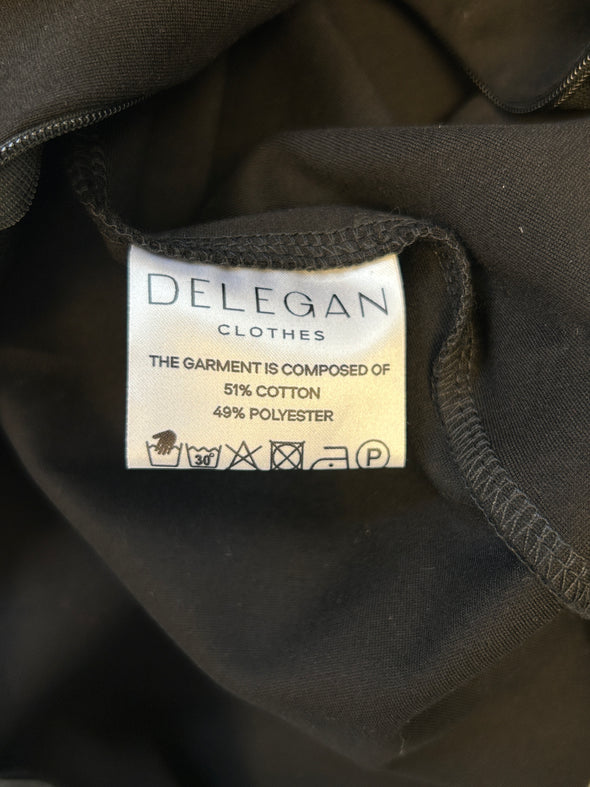 DELEGAN
CLOTHES
THE GARMENT IS COMPOSED OF
51% COTTON
49% POLYESTER
30° P